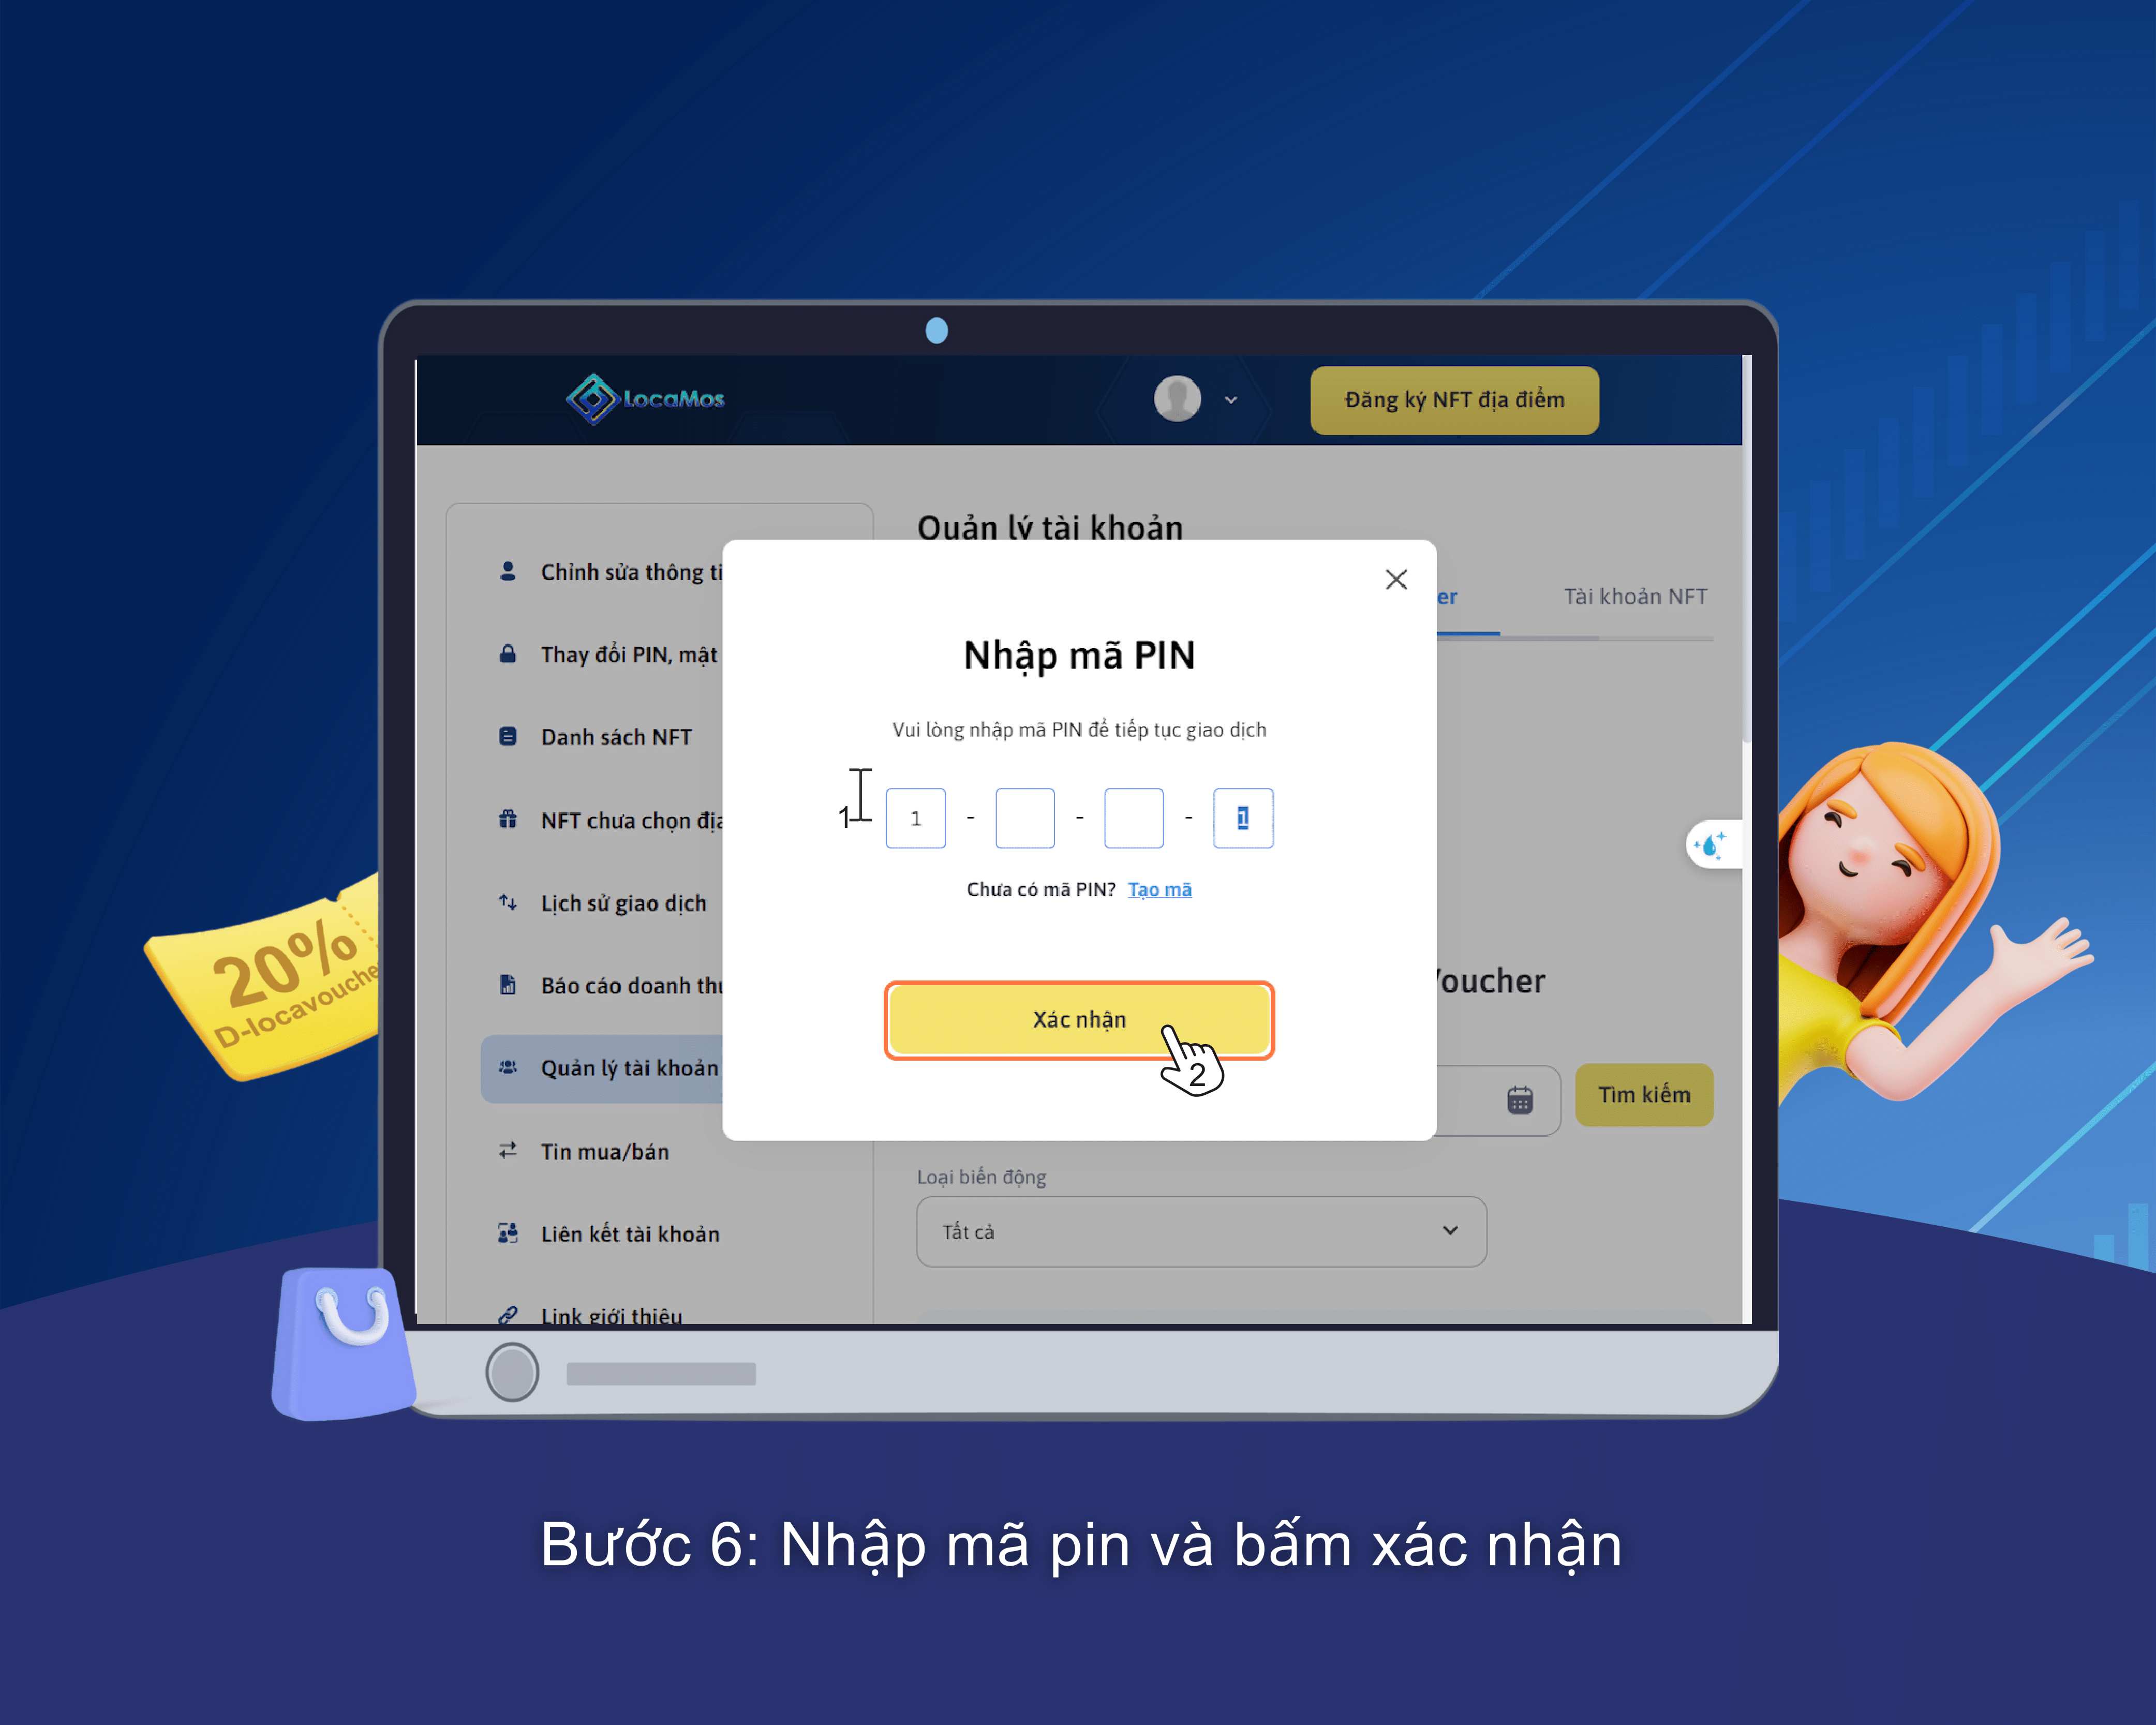 LocaMos
Đăng ký NFT địa điểm
Chỉnh sửa thông ti
Thay đổi PIN, mật
Danh sách NFT
NFT chưa chọn địa
Lịch sử giao dịch
Báo cáo doanh thu
Quản lý tài khoản
Tin mua/bán
Liên kết tài khoản
Link giới thiệu
Quản lý tài khoản
er
Tài khoản NFT
Nhập mã PIN
Vui lòng nhập mã PIN để tiếp tục giao dịch
1
1 - - - 1
Chưa có mã PIN? Tạo mã
Xác nhận
2
Voucher
Tìm kiếm
Loại biến động
Tất cả
20%
D-locavoucher
Bước 6: Nhập mã pin và bấm xác nhận